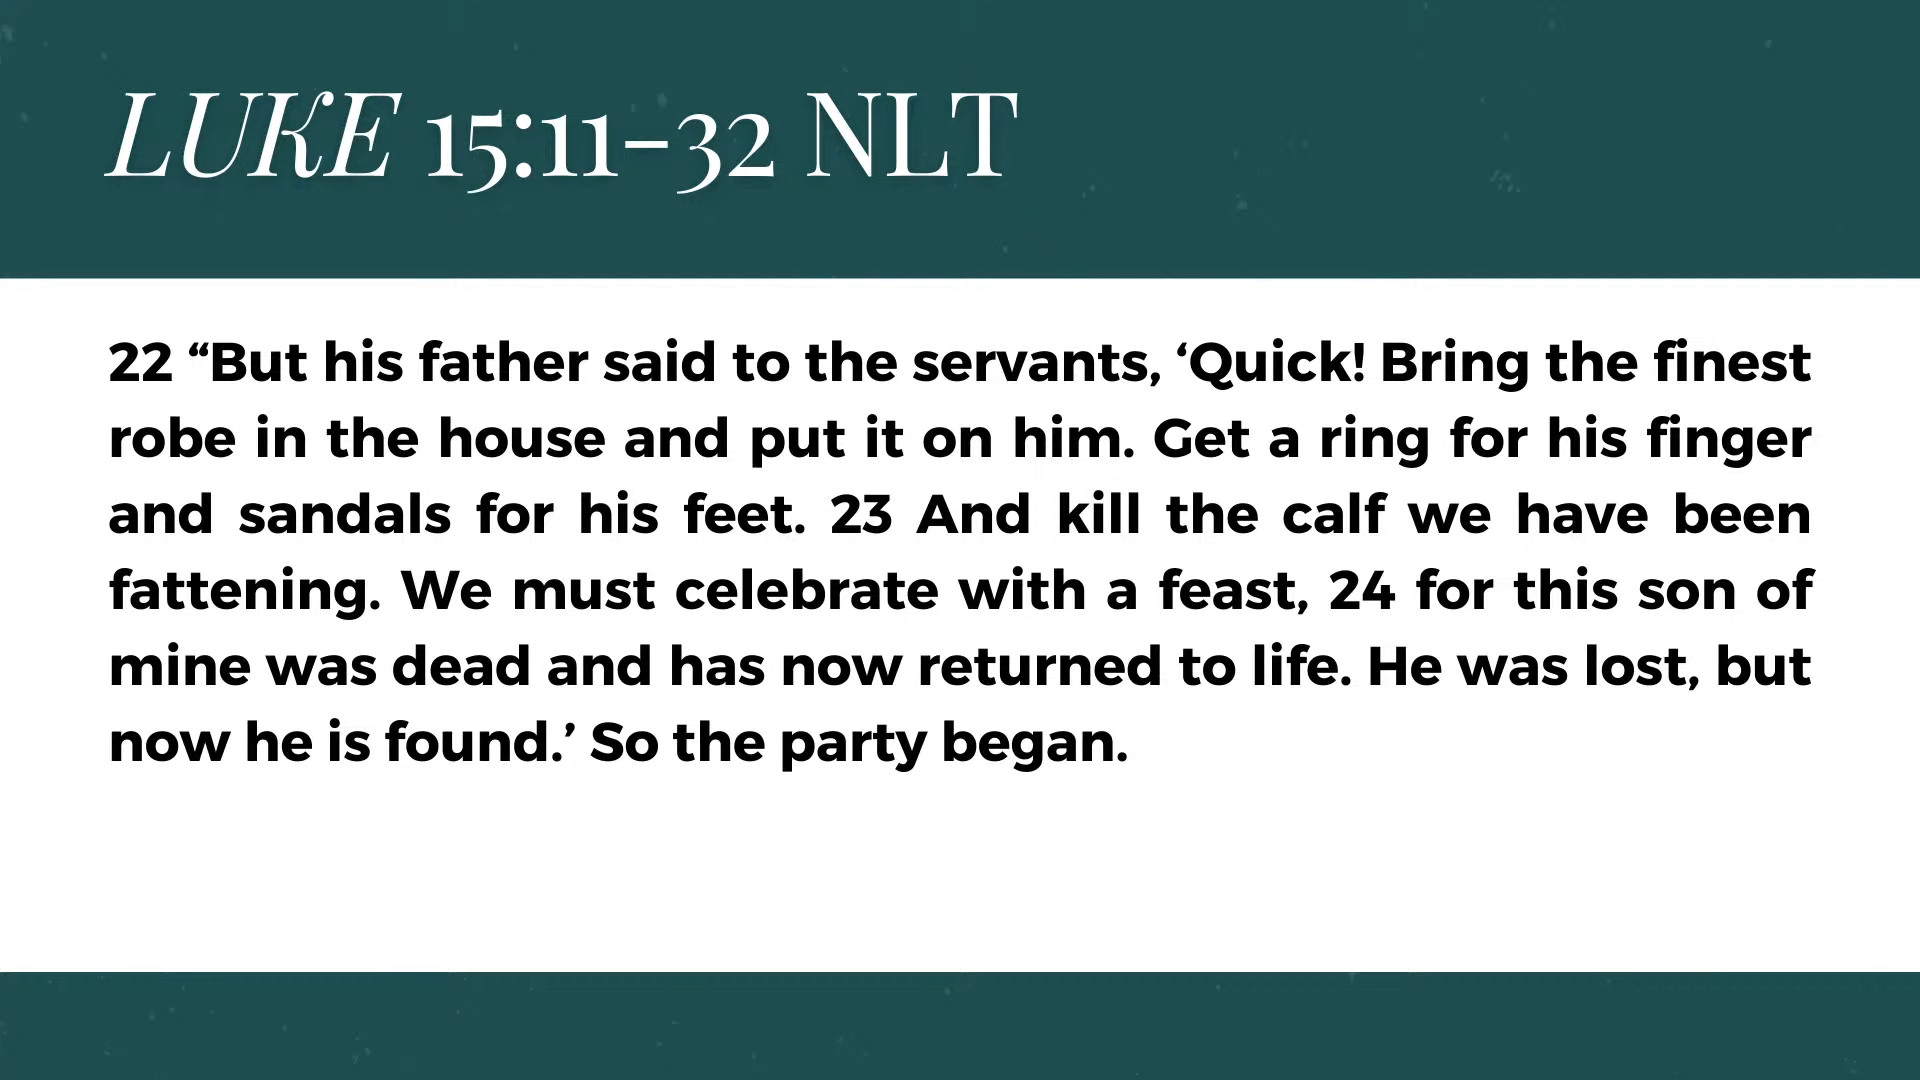 LUKE 15:11-32 NLT
22 “But his father said to the servants, ‘Quick! Bring the finest
robe in the house and put it on him. Get a ring for his finger
and sandals for his feet. 23 And kill the calf we have been
fattening. We must celebrate with a feast, 24 for this son of
mine was dead and has now returned to life. He was lost, but
now he is found.’ So the party began.